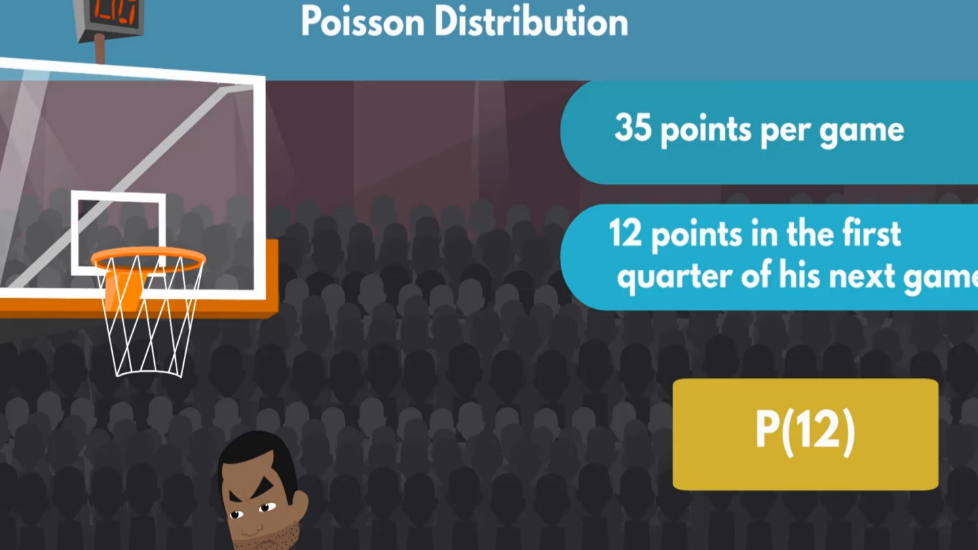 Poisson Distribution
35 points per game
12 points in the first
quarter of his next game
P(12)